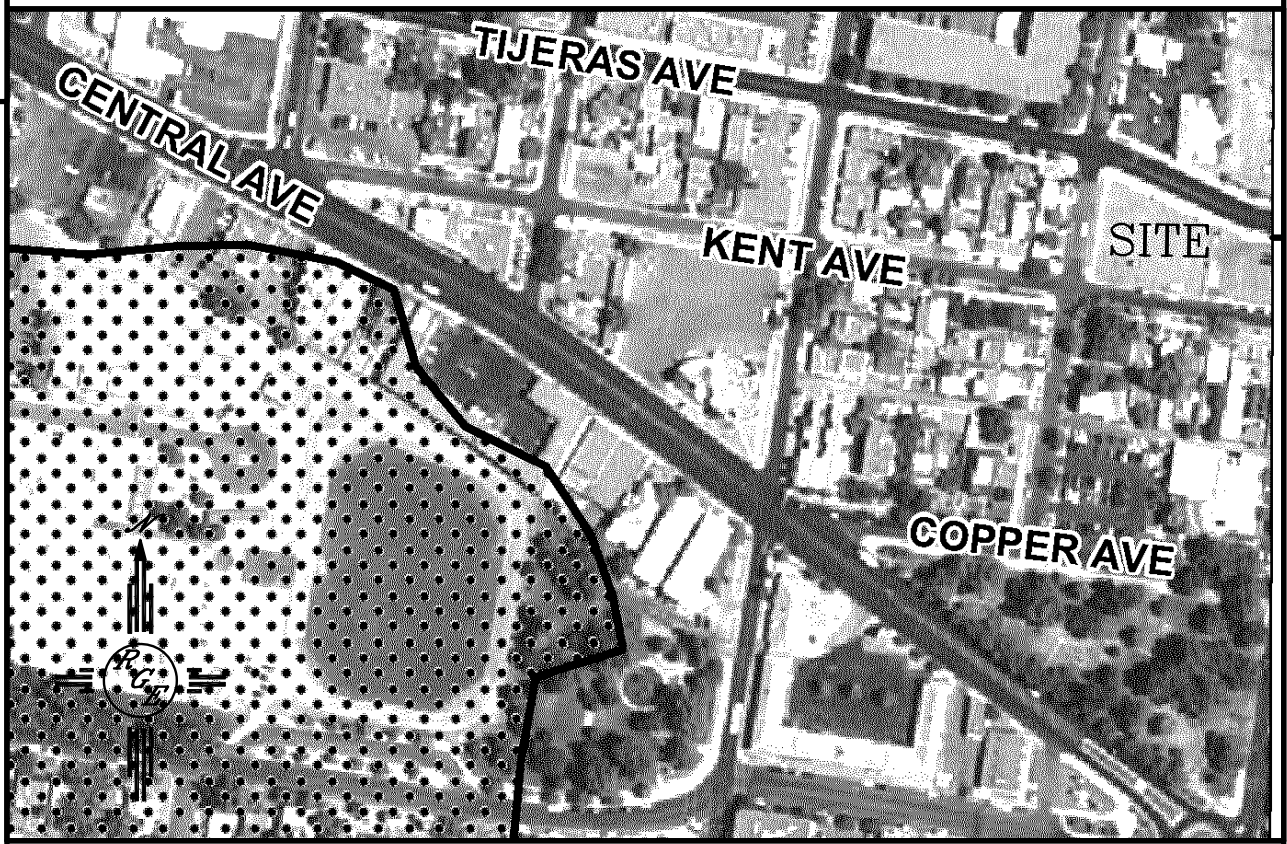 TIJERAS AVE
CENTRAL AVE
SITE
KENT AVE
COPPER AVE
N
R
G
E